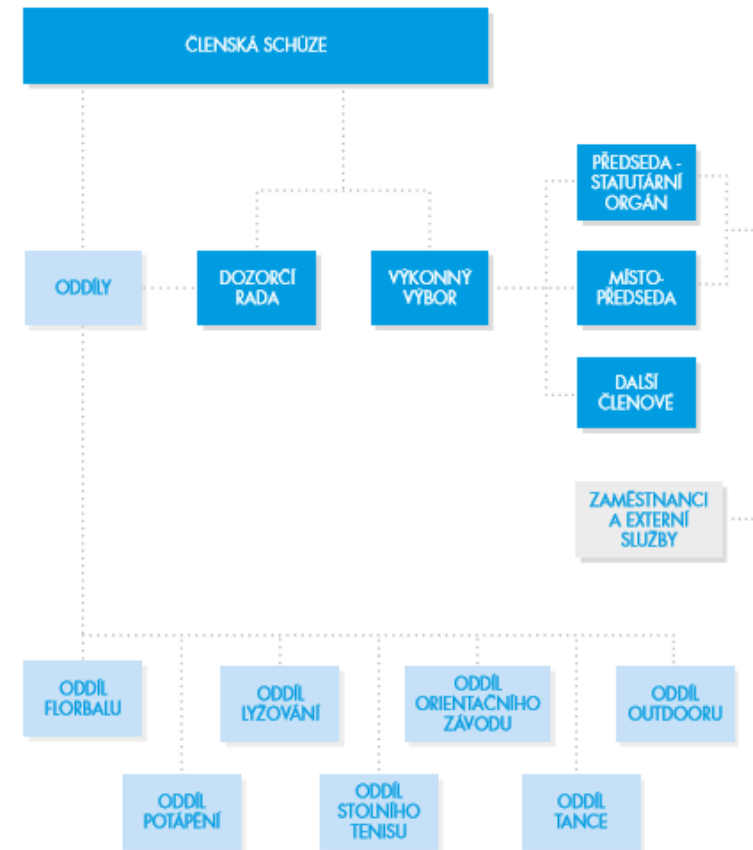 ČLENSKÁ SCHŮZE
PŘEDSEDA -
STATUTÁRNÍ
ORGÁN
ODDÍLY
DOZORČÍ
RADA
VÝKONNÝ
VÝBOR
MÍSTO-
PŘEDSEDA
DALŠÍ
ČLENOVÉ
ZAMĚSTNANCI
A EXTERNÍ
SLUŽBY
ODDÍL
FLORBALU
ODDÍL
LYŽOVÁNÍ
ODDÍL
ORIENTAČNÍHO
ZÁVODU
ODDÍL
OUTDOORU
ODDÍL
POTÁPĚNÍ
ODDÍL
STOLNÍHO
TENISU
ODDÍL
TANCE